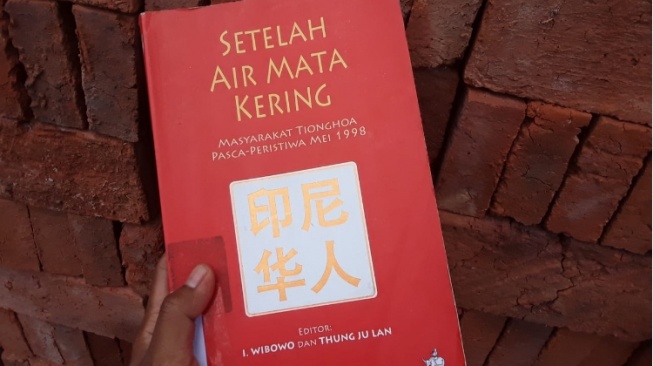 SETELAH
AIR MATA
KERING
MASYARAKAT TIONGHOA
PASCA-PERISTIWA MEI 1998
印尼
华人
EDITOR:
I. WIBOWO DAN THUNG JU LAN